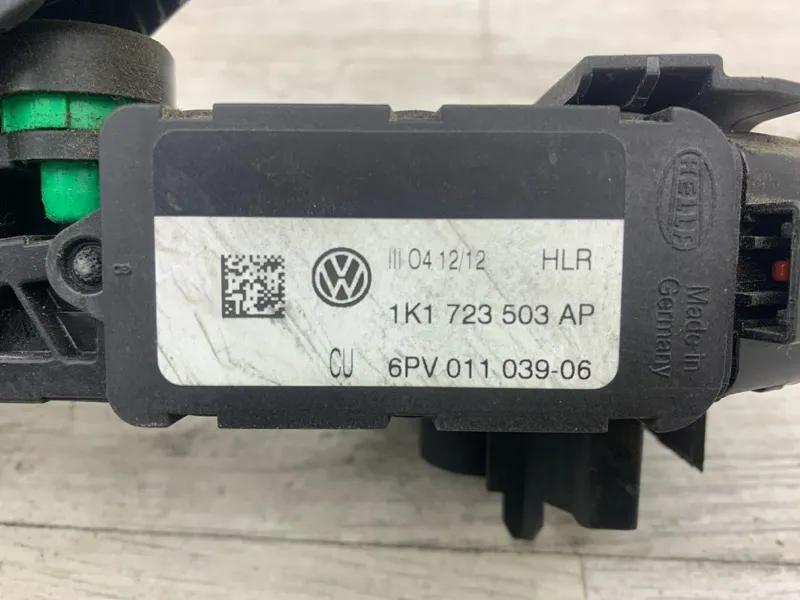 III 04 12/12 HLR
1K1 723 503 AP
CU 6PV 011 039-06
HELLA
Made in
Germany